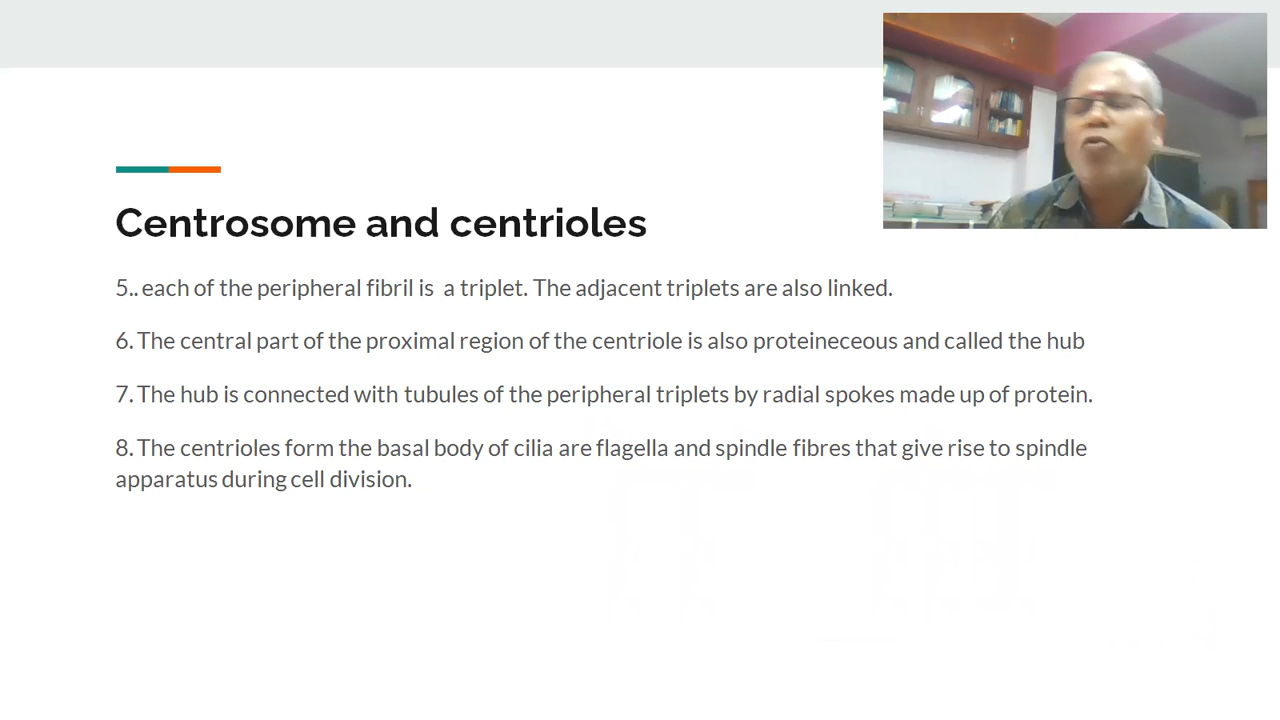 Centrosome and centrioles
5.. each of the peripheral fibril is  a triplet. The adjacent triplets are also linked.
6. The central part of the proximal region of the centriole is also proteineceous and called the hub
7. The hub is connected with tubules of the peripheral triplets by radial spokes made up of protein.
8. The centrioles form the basal body of cilia are flagella and spindle fibres that give rise to spindle
apparatus during cell division.